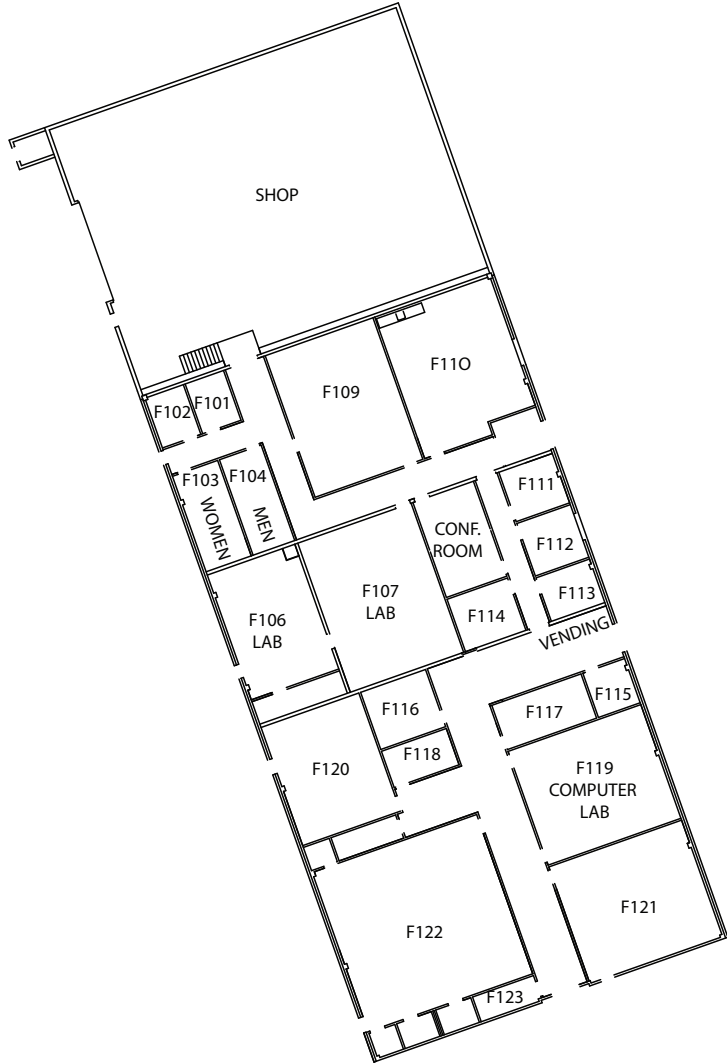 SHOP
F110
F109
F102
F101
F103
WOMEN
F104
MEN
F111
CONF.
ROOM
F112
F107
LAB
F113
F106
LAB
F114
VENDING
F115
F116
F117
F118
F120
F119
COMPUTER
LAB
F121
F122
F123